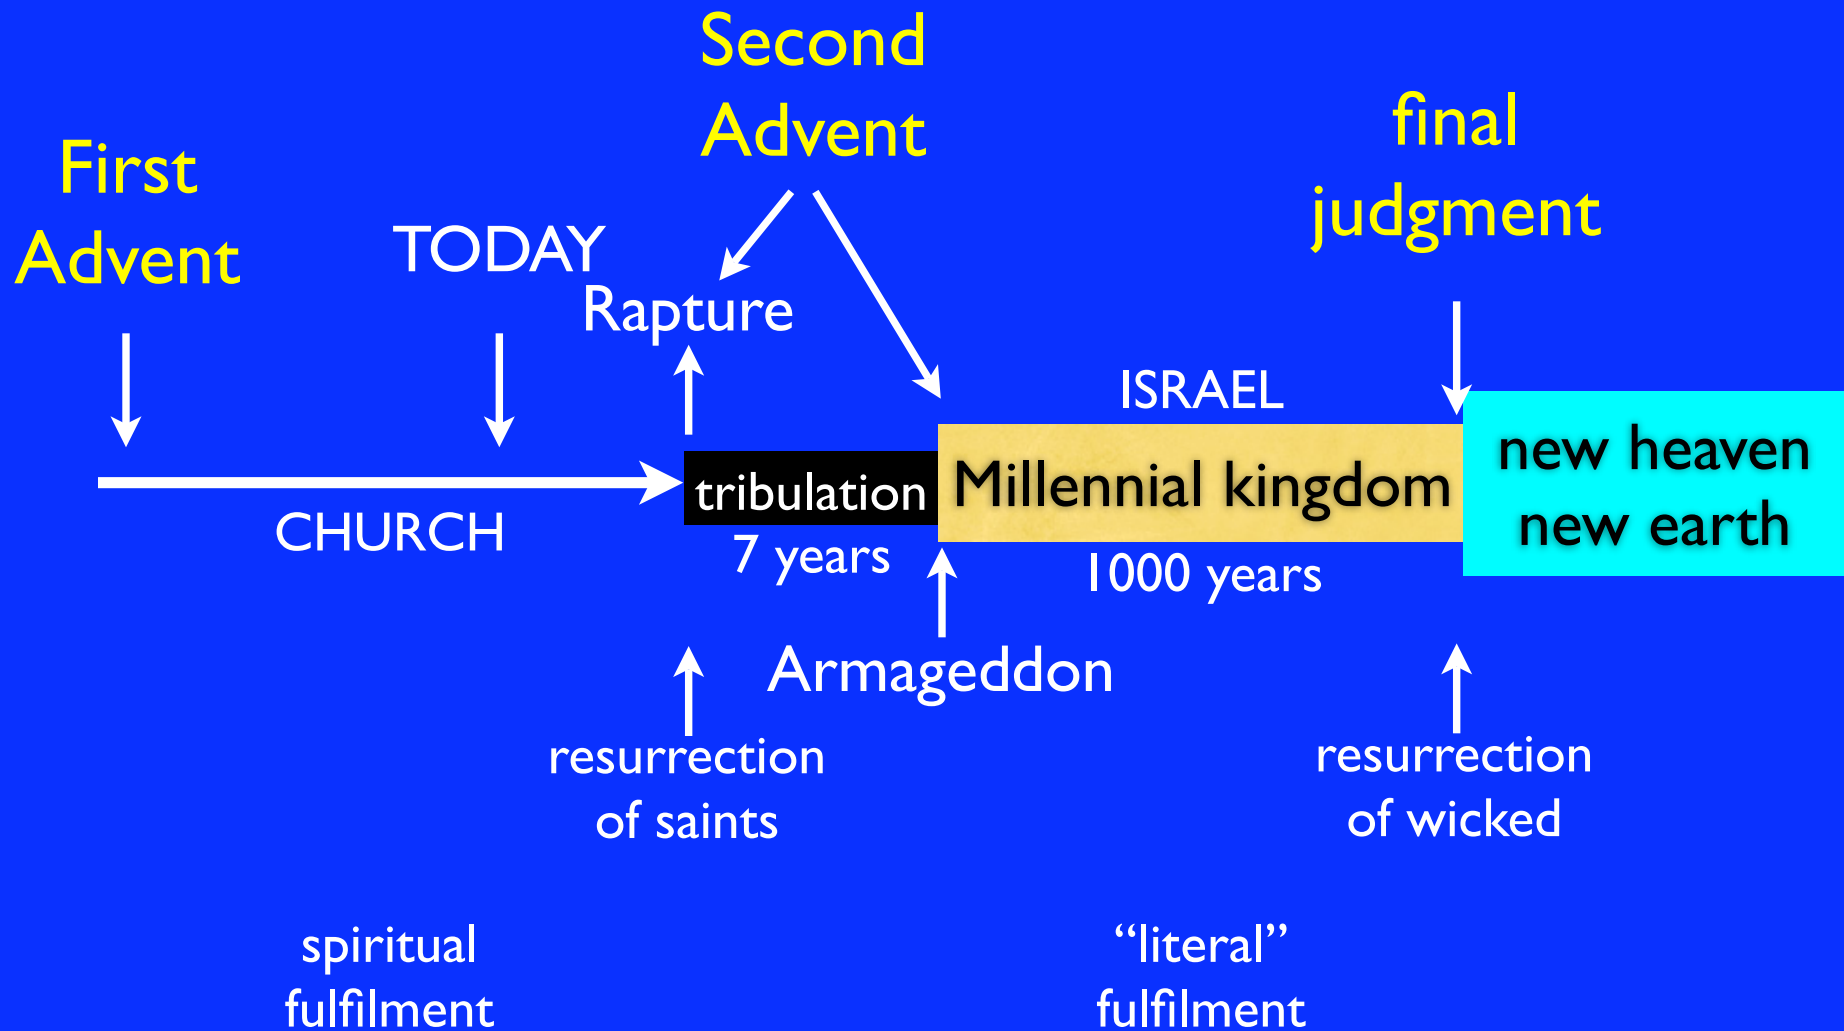 Second
Advent
First
Advent
final
judgment
TODAY
Rapture
ISRAEL
CHURCH
tribulation
7 years
Millennial kingdom
1000 years
new heaven
new earth
Armageddon
resurrection
of saints
resurrection
of wicked
spiritual
fulfilment
“literal”
fulfilment